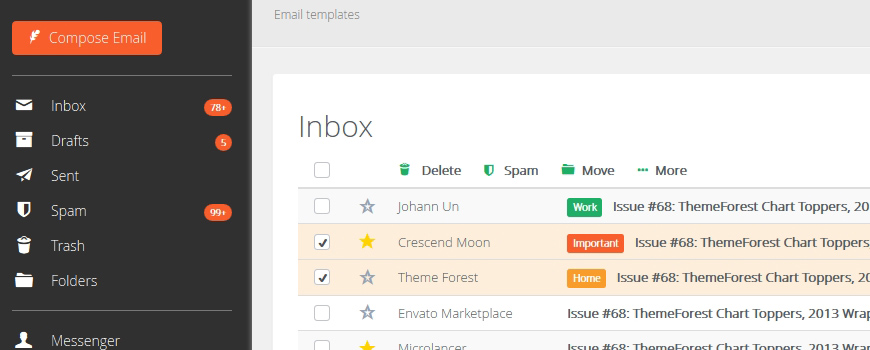 Email templates
Compose Email
Inbox 78+
Drafts 5
Sent
Spam 99+
Trash
Folders
Messenger
Inbox
Delete Spam Move More
Johann Un Work Issue #68: ThemeForest Chart Toppers, 20
Crescend Moon Important Issue #68: ThemeForest Chart Toppers
Theme Forest Home Issue #68: ThemeForest Chart Toppers, 20
Envato Marketplace Issue #68: ThemeForest Chart Toppers, 2013 Wrap
Microlancer Issue #68: ThemeForest Chart Toppers, 2013 Wrap